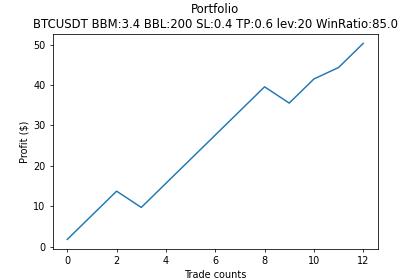 Portfolio
BTCUSDT BBM:3.4 BBL:200 SL:0.4 TP:0.6 lev:20 WinRatio:85.0
50
40
30
20
10
0
Profit ($)
0 2 4 6 8 10 12
Trade counts